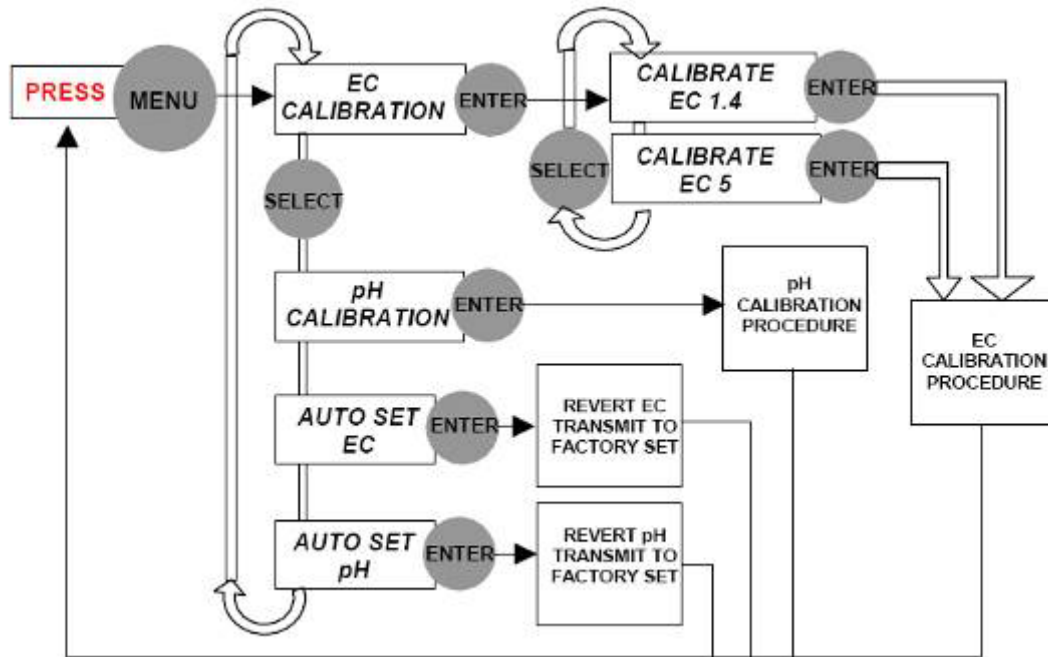 PRESS
MENU
EC
CALIBRATION
ENTER
CALIBRATE
EC 1.4
ENTER
SELECT
CALIBRATE
EC 5
ENTER
SELECT
pH
CALIBRATION
ENTER
pH
CALIBRATION
PROCEDURE
EC
CALIBRATION
PROCEDURE
AUTO SET
EC
ENTER
REVERT EC
TRANSMIT TO
FACTORY SET
AUTO SET
pH
ENTER
REVERT pH
TRANSMIT TO
FACTORY SET